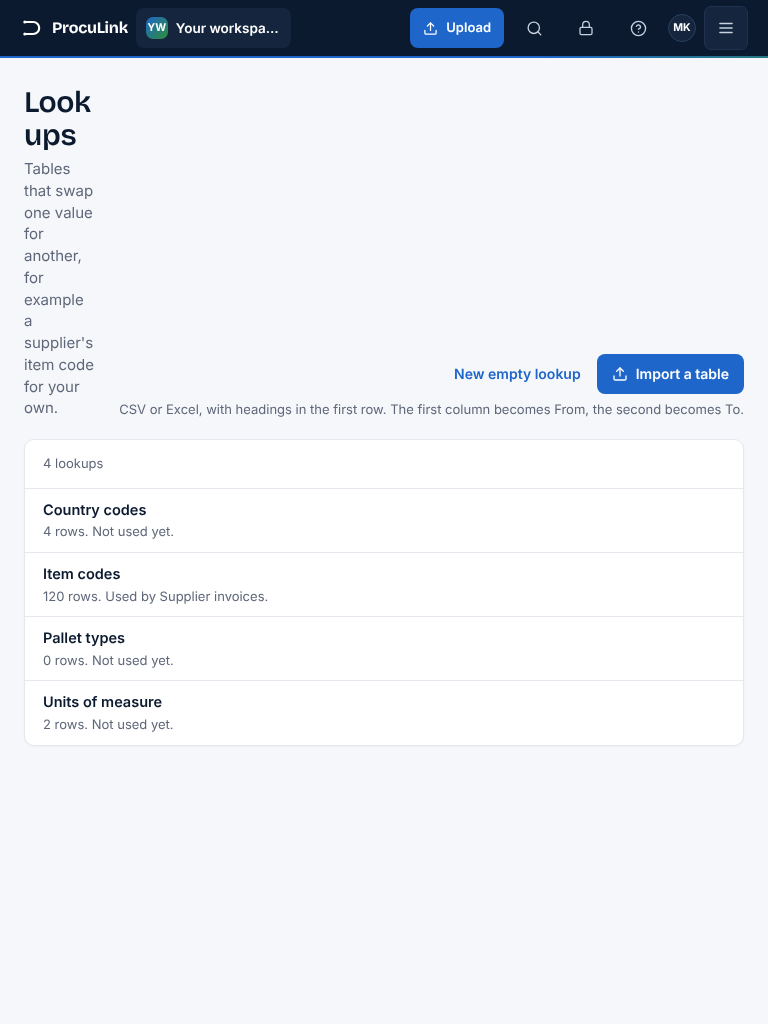 ProcuLink
YW
Your workspa...
Upload
MK
Look
ups
Tables
that swap
one value
for
another,
for
example
a
supplier's
item code
for your
own.
New empty lookup
Import a table
CSV or Excel, with headings in the first row. The first column becomes From, the second becomes To.
4 lookups
Country codes
4 rows. Not used yet.
Item codes
120 rows. Used by Supplier invoices.
Pallet types
0 rows. Not used yet.
Units of measure
2 rows. Not used yet.